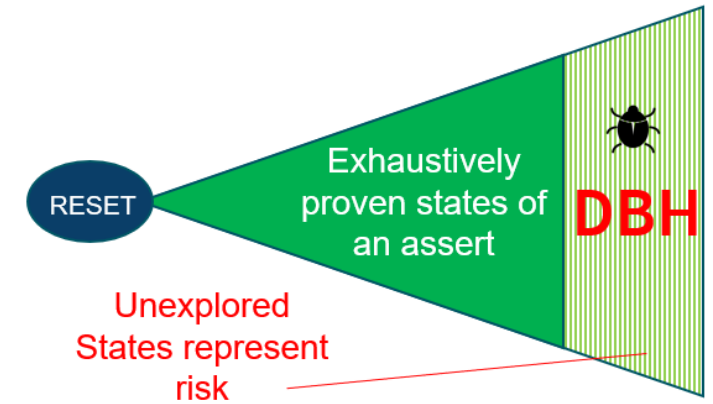 RESET
Exhaustively
proven states of
an assert
DBH
Unexplored
States represent
risk